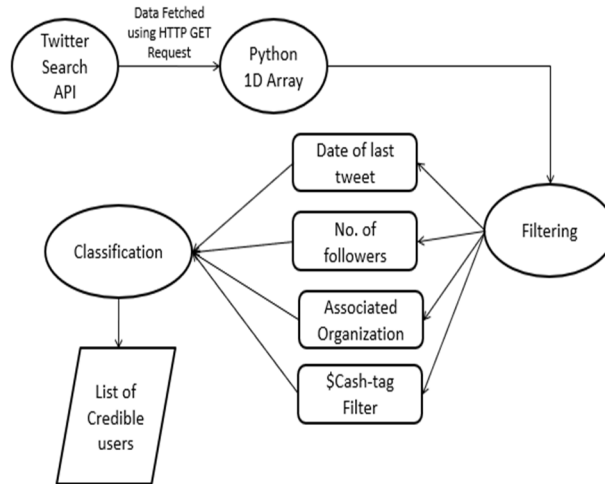 Twitter
Search
API
Data Fetched
using HTTP GET
Request
Python
1D Array
Date of last
tweet
No. of
followers
Associated
Organization
$Cash-tag
Filter
Filtering
Classification
List of
Credible
users